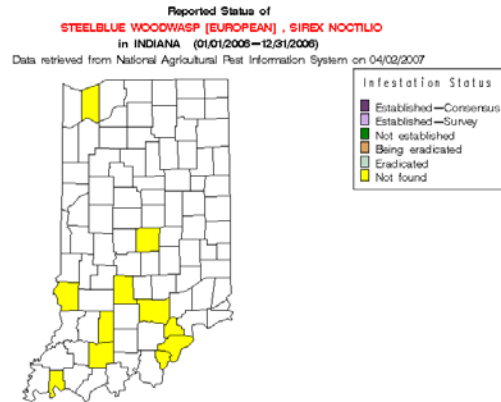 Reported Status of
STEELBLUE WOODWASP [EUROPEAN] , SIREX NOCTILIO
in INDIANA (01/01/2006—12/31/2006)
Data retrieved from National Agricultural Pest Information System on 04/02/2007
Infestation Status
Established—Consensus
Established—Survey
Not established
Being eradicated
Eradicated
Not found